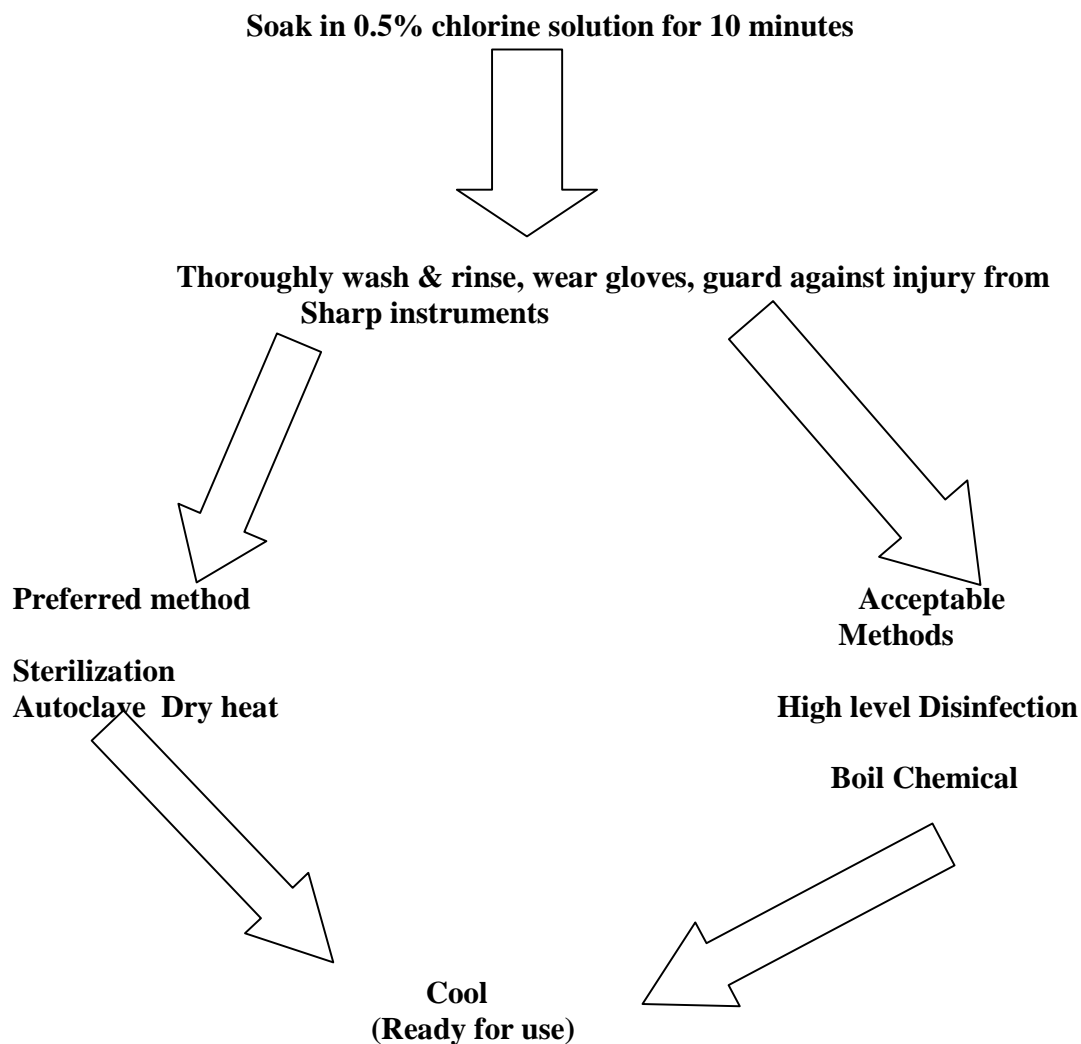 Soak in 0.5% chlorine solution for 10 minutes
Thoroughly wash & rinse, wear gloves, guard against injury from
Sharp instruments
Preferred method
Sterilization
Autoclave Dry heat
Acceptable
Methods
High level Disinfection
Boil Chemical
Cool
(Ready for use)